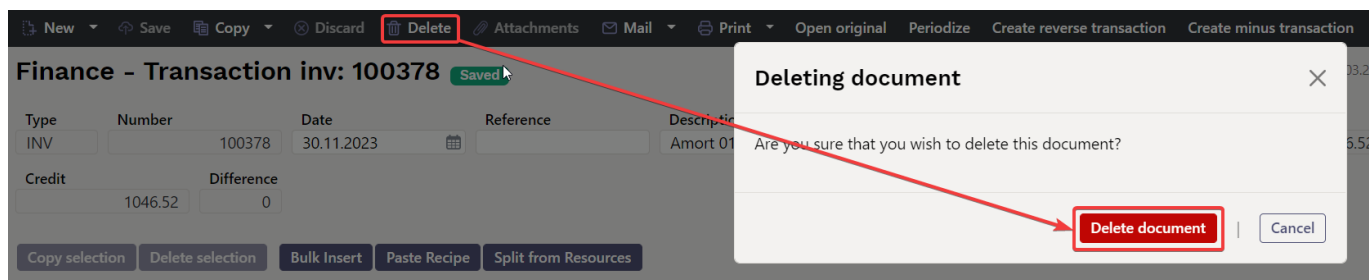 New Save Copy Discard Delete Attachments Mail Print Open original Periodize Create reverse transaction Create minus transaction
Finance - Transaction inv: 100378 Saved
Deleting document
Type Number Date Reference
INV 100378 30.11.2023 Amort 01
Are you sure that you wish to delete this document?
Credit Difference
1046.52 0
Delete document | Cancel
Copy selection Delete selection Bulk Insert Paste Recipe Split from Resources